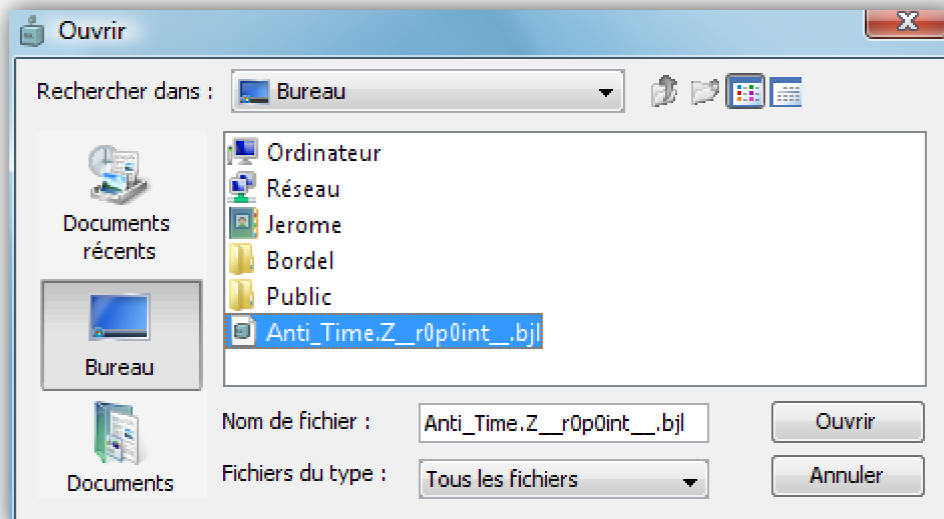 Ouvrir
Rechercher dans :
Bureau
Ordinateur
Réseau
Jerome
Bordel
Public
Anti_Time.Z__r0p0int__.bjl
Documents
récents
Bureau
Documents
Nom de fichier :
Anti_Time.Z__r0p0int__.bjl
Ouvrir
Fichiers du type :
Tous les fichiers
Annuler